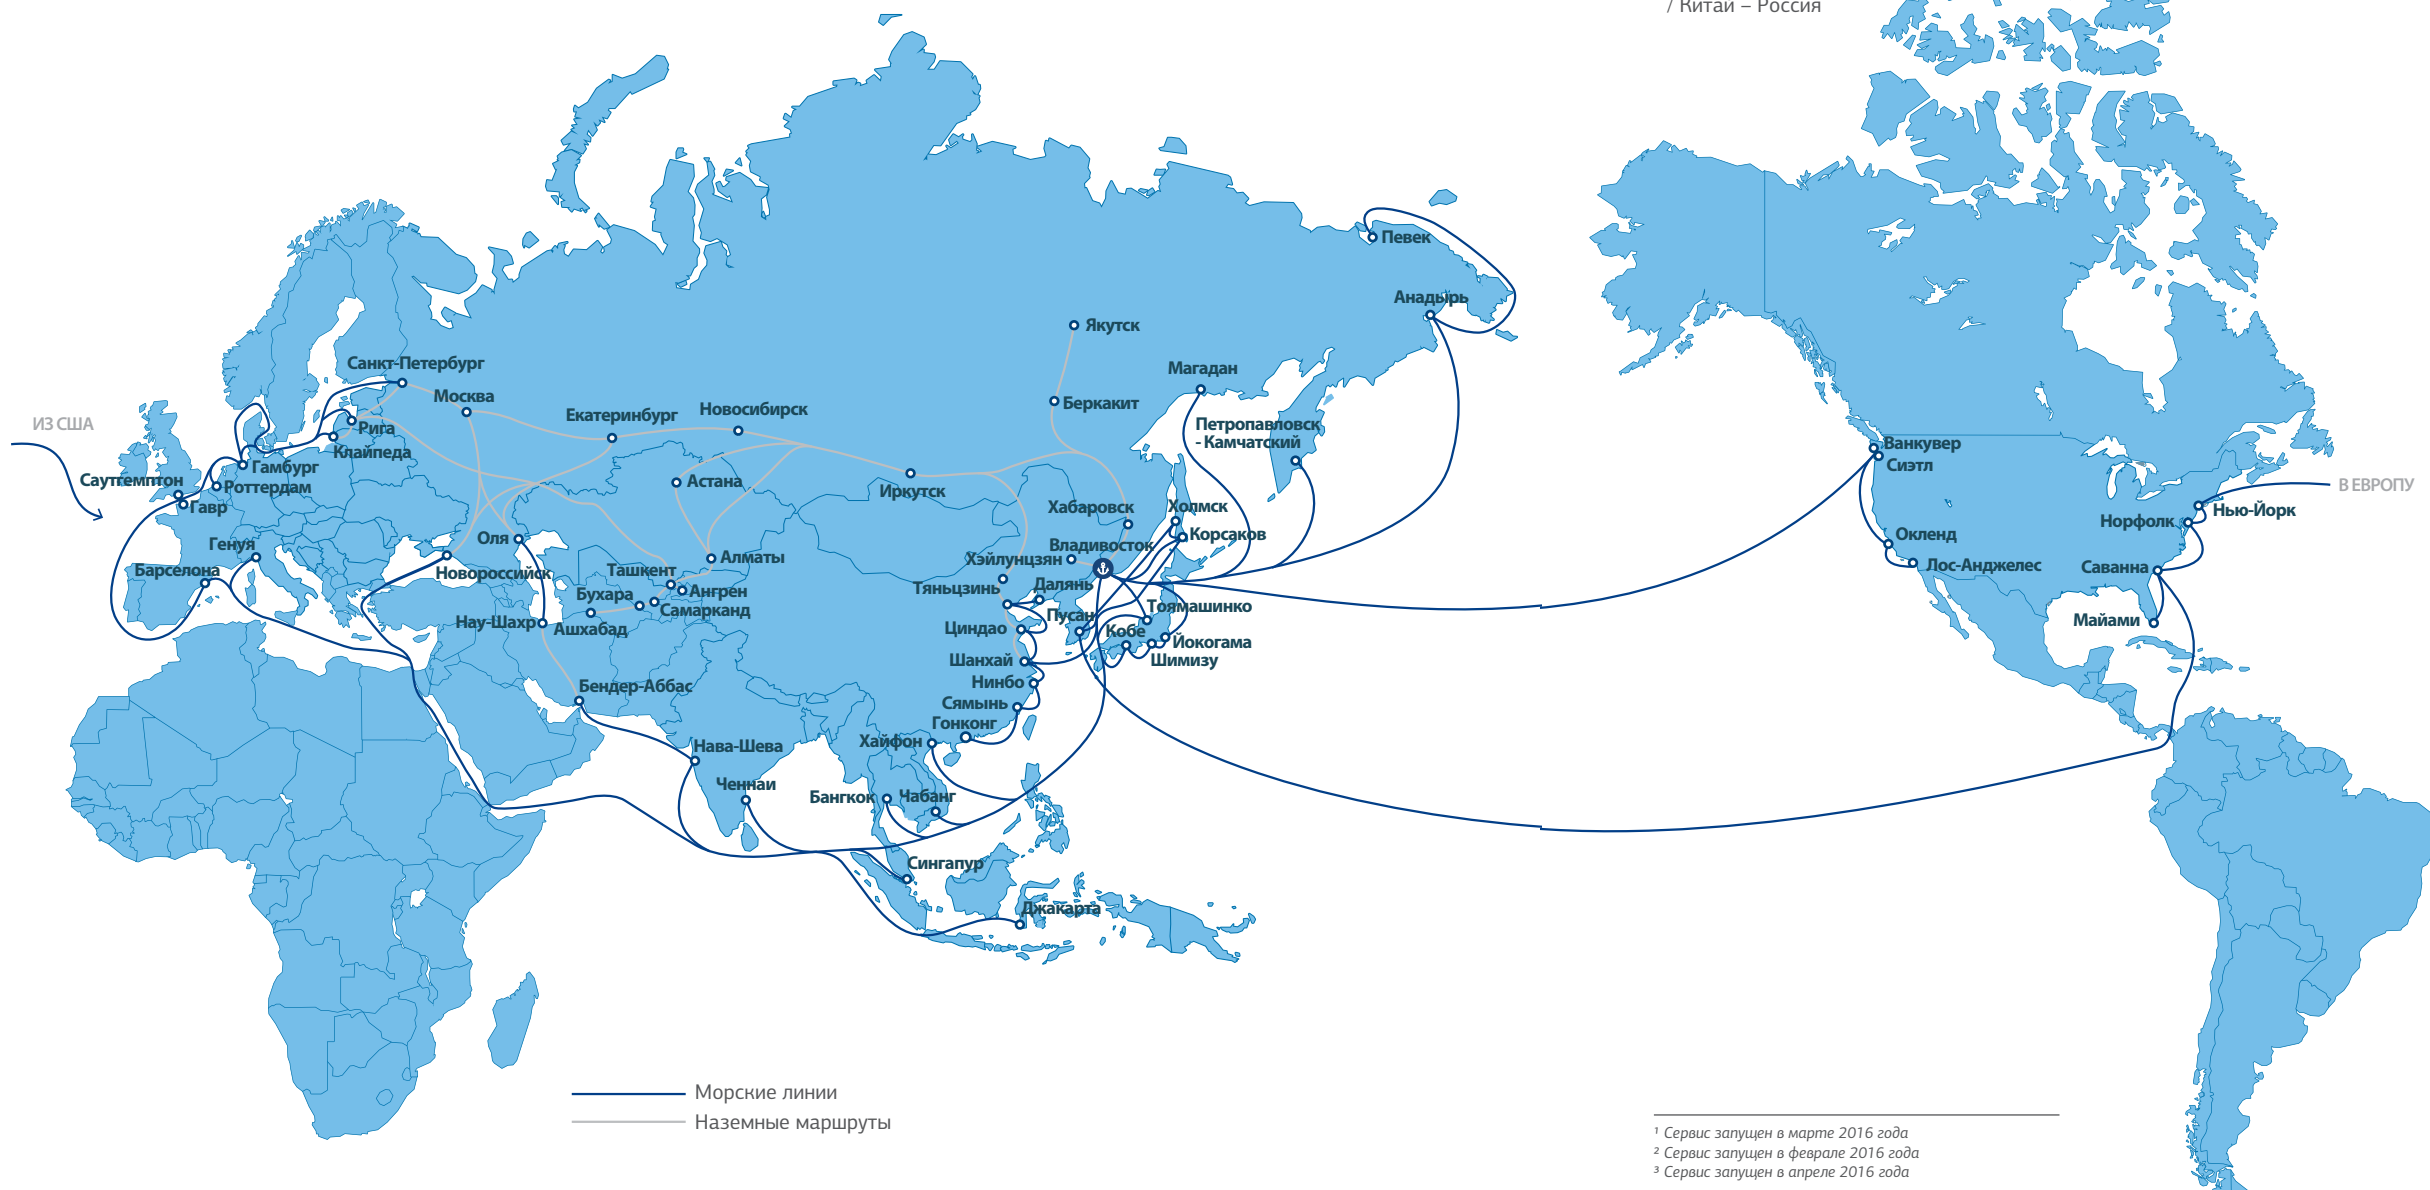 / Китай – Россия
Певек
Анадырь
Якутск
Санкт-Петербург
Магадан
Москва
Беркакит
Екатеринбург
Новосибирск
ИЗ США
Рига
Петропавловск
- Камчатский
Клайпеда
Ванкувер
Сиэтл
Гамбург
Саутгемптон
Роттердам
Астана
Иркутск
В ЕВРОПУ
Гавр
Хабаровск
Холмск
Нью-Йорк
Норфолк
Оля
Корсаков
Окленд
Генуя
Владивосток
Алматы
Хэйлунцзян
Лос-Анджелес
Саванна
Барселона
Новороссийск
Ташкент
Тяньцзинь
Далянь
Ангрен
Бухара
Самарканд
Тоямашинко
Нау-Шахр
Ашхабад
Пусан
Майами
Циндао
Кобе
Йокогама
Шанхай
Шимизу
Нинбо
Бендер-Аббас
Сямынь
Гонконг
Хайфон
Нава-Шева
Ченнаи
Бангкок
Чабанг
Сингапур
Джакарта
Морские линии
Наземные маршруты
¹ Сервис запущен в марте 2016 года
² Сервис запущен в феврале 2016 года
³ Сервис запущен в апреле 2016 года